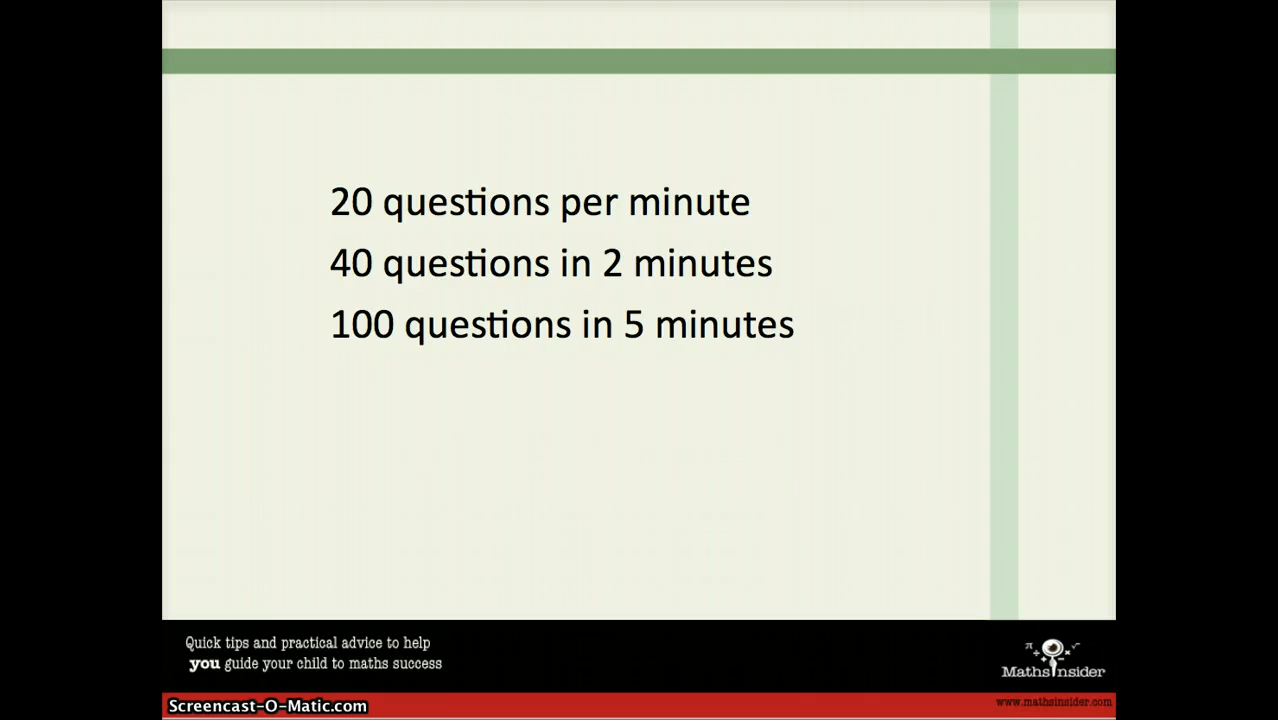 20 questions per minute
40 questions in 2 minutes
100 questions in 5 minutes
Quick tips and practical advice to help
you guide your child to maths success
MathsInsider
www.mathsinsider.com
Screencast-O-Matic.com